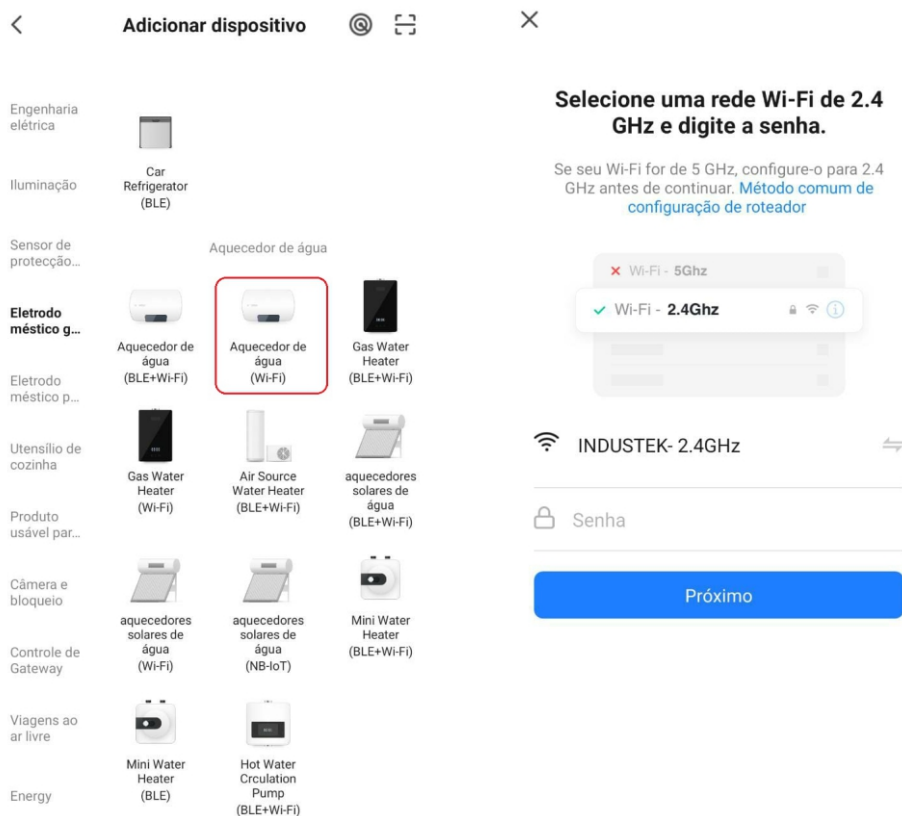 Adicionar dispositivo
Engenharia
elétrica
Iluminação
Sensor de
protecção...
Eletrodo
méstico g...
Eletrodo
méstico p...
Utensílio de
cozinha
Produto
usável par...
Câmera e
bloqueio
Controle de
Gateway
Viagens ao
ar livre
Energy
Car
Refrigerator
(BLE)
Aquecedor de água
Aquecedor de
água
(BLE+Wi-Fi)
Aquecedor de
água
(Wi-Fi)
Gas Water
Heater
(BLE+Wi-Fi)
Gas Water
Heater
(Wi-Fi)
Air Source
Water Heater
(BLE+Wi-Fi)
aquecedores
solares de
água
(BLE+Wi-Fi)
aquecedores
solares de
água
(Wi-Fi)
aquecedores
solares de
água
(NB-IoT)
Mini Water
Heater
(BLE+Wi-Fi)
Mini Water
Heater
(BLE)
Hot Water
Crculation
Pump
(BLE+Wi-Fi)
Selecione uma rede Wi-Fi de 2.4
GHz e digite a senha.
Se seu Wi-Fi for de 5 GHz, configure-o para 2.4
GHz antes de continuar. Método comum de
configuração de roteador
Wi-Fi - 5Ghz
Wi-Fi - 2.4Ghz
INDUSTEK- 2.4GHz
Senha
Próximo